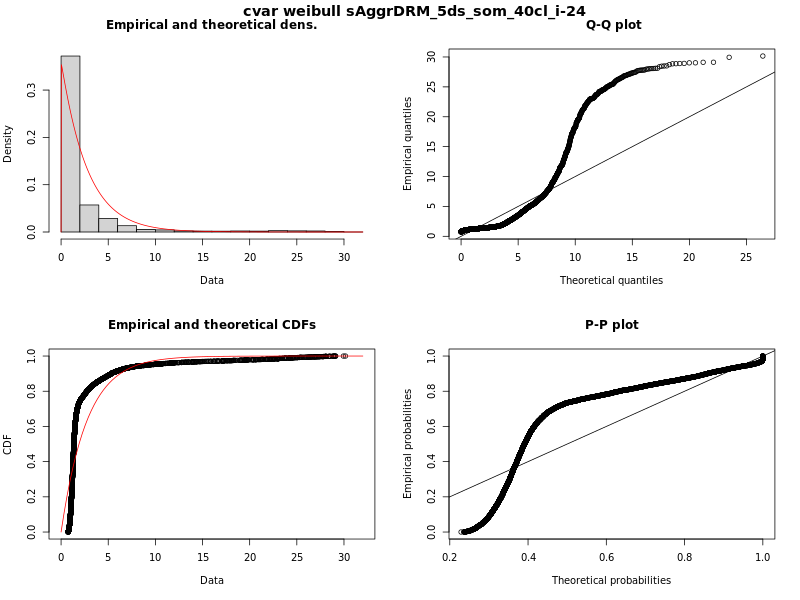 cvar weibull sAggrDRM_5ds_som_40cl_i-24
Empirical and theoretical dens.
Density
0.0 0.1 0.2 0.3
0 5 10 15 20 25 30
Data
Q-Q plot
Empirical quantiles
0 5 10 15 20 25 30
0 5 10 15 20 25
Theoretical quantiles
Empirical and theoretical CDFs
CDF
0.0 0.2 0.4 0.6 0.8 1.0
0 5 10 15 20 25 30
Data
P-P plot
Empirical probabilities
0.0 0.2 0.4 0.6 0.8 1.0
0.2 0.4 0.6 0.8 1.0
Theoretical probabilities